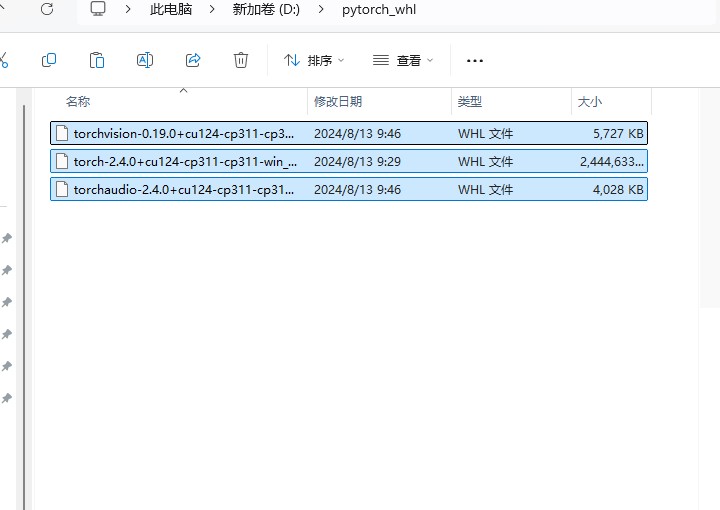 此电脑 新加卷 (D:) pytorch_whl
排序 查看
名称 修改日期 类型 大小
torchvision-0.19.0+cu124-cp311-cp3... 2024/8/13 9:46 WHL 文件 5,727 KB
torch-2.4.0+cu124-cp311-cp311-win_... 2024/8/13 9:29 WHL 文件 2,444,633...
torchaudio-2.4.0+cu124-cp311-cp31... 2024/8/13 9:46 WHL 文件 4,028 KB